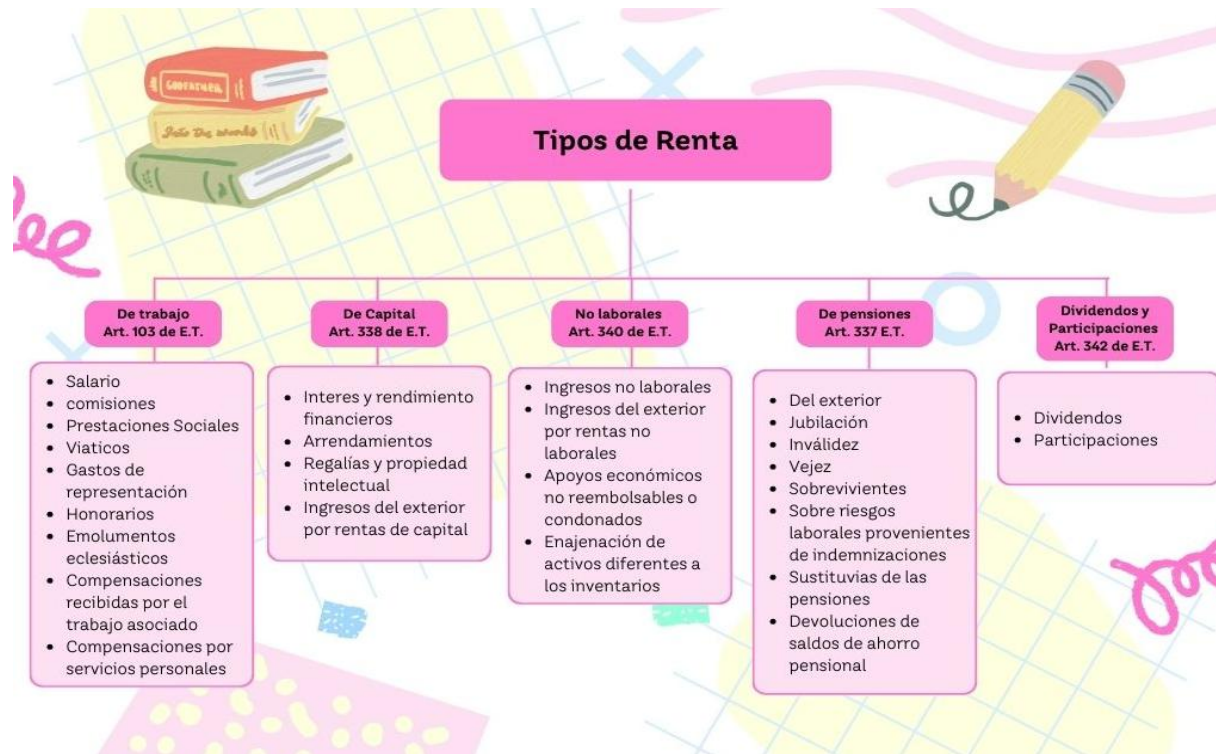 Tipos de Renta
De trabajo
Art. 103 de E.T.
• Salario
• comisiones
• Prestaciones Sociales
• Viaticos
• Gastos de
representación
• Honorarios
• Emolumentos
eclesiásticos
• Compensaciones
recibidas por el
trabajo asociado
• Compensaciones por
servicios personales
De Capital
Art. 338 de E.T.
• Interes y rendimiento
financieros
• Arrendamientos
• Regalías y propiedad
intelectual
• Ingresos del exterior
por rentas de capital
No laborales
Art. 340 de E.T.
• Ingresos no laborales
• Ingresos del exterior
por rentas no
laborales
• Apoyos económicos
no reembolsables o
condonados
• Enajenación de
activos diferentes a
los inventarios
De pensiones
Art. 337 E.T.
• Del exterior
• Jubilación
• Inválidez
• Vejez
• Sobrevivientes
• Sobre riesgos
laborales provenientes
de indemnizaciones
• Sustituvias de las
pensiones
• Devoluciones de
saldos de ahorro
pensional
Dividendos y
Participaciones
Art. 342 de E.T.
• Dividendos
• Participaciones